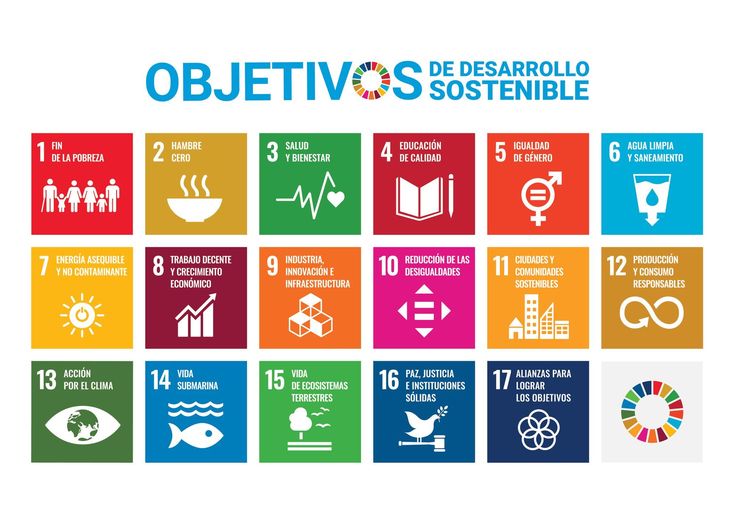 OBJETIVOS
DE DESARROLLO
SOSTENIBLE
1 FIN
DE LA POBREZA
2 HAMBRE
CERO
3 SALUD
Y BIENESTAR
4 EDUCACIÓN
DE CALIDAD
5 IGUALDAD
DE GÉNERO
6 AGUA LIMPIA
Y SANEAMIENTO
7 ENERGÍA ASEQUIBLE
Y NO CONTAMINANTE
8 TRABAJO DECENTE
Y CRECIMIENTO
ECONÓMICO
9 INDUSTRIA,
INNOVACIÓN E
INFRAESTRUCTURA
10 REDUCCIÓN DE LAS
DESIGUALDADES
11 CIUDADES Y
COMUNIDADES
SOSTENIBLES
12 PRODUCCIÓN
Y CONSUMO
RESPONSABLES
13 ACCIÓN
POR EL CLIMA
14 VIDA
SUBMARINA
15 VIDA
DE ECOSISTEMAS
TERRESTRES
16 PAZ, JUSTICIA
E INSTITUCIONES
SÓLIDAS
17 ALIANZAS PARA
LOGRAR
LOS OBJETIVOS